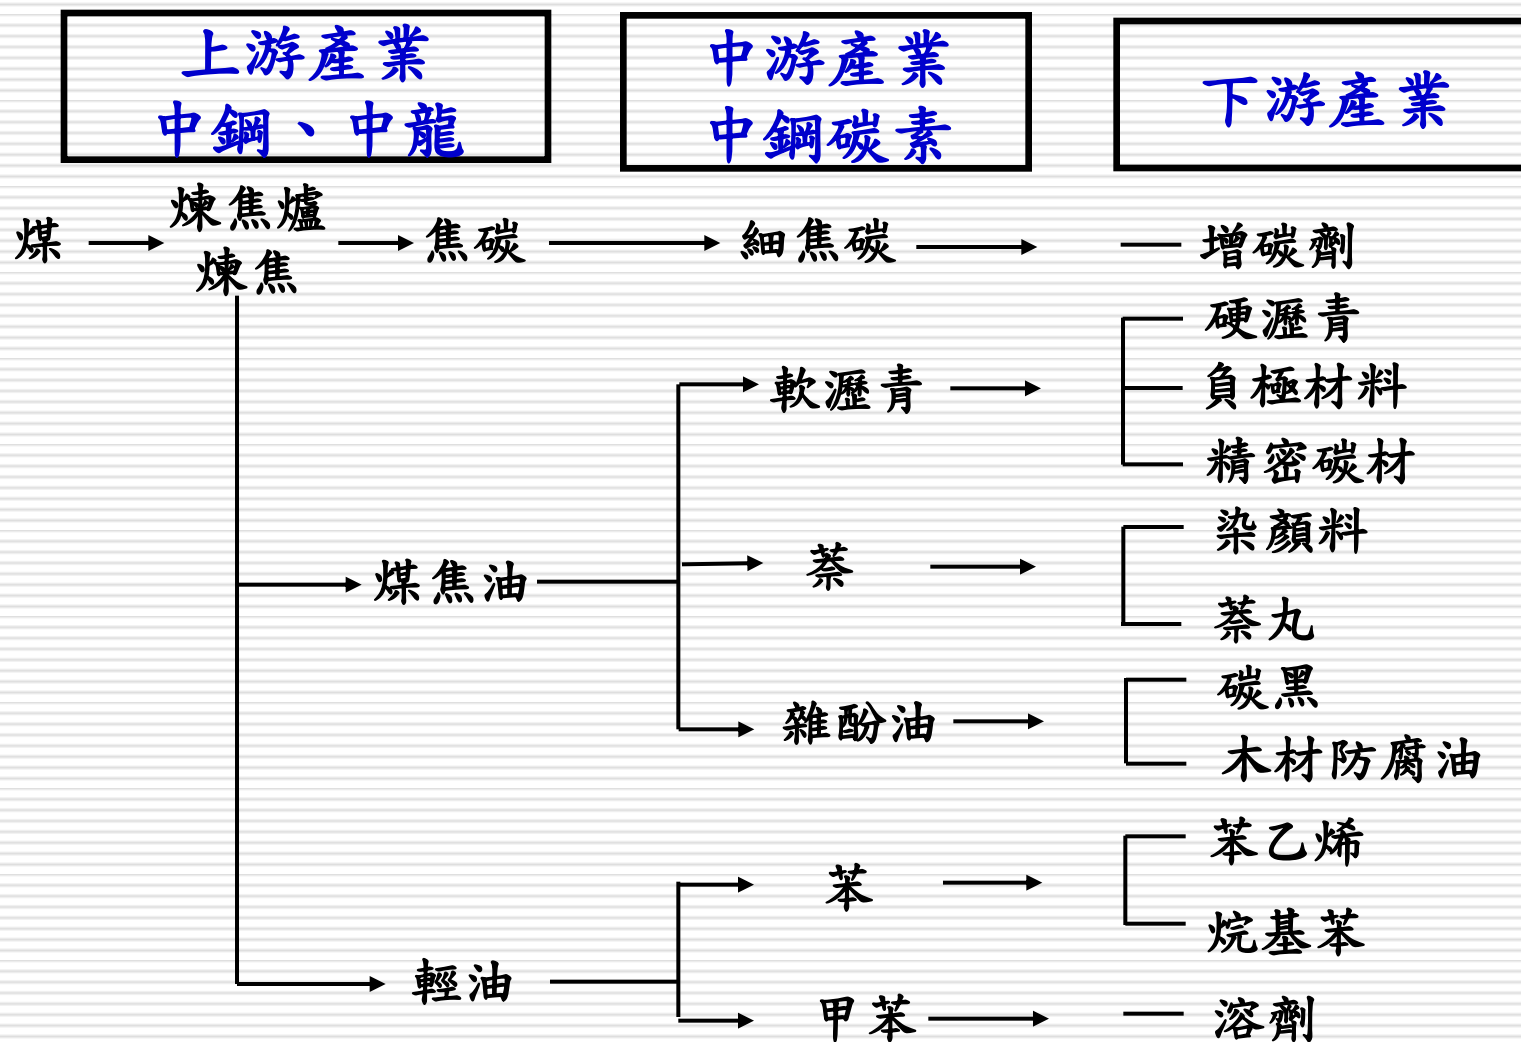 上游產業
中鋼、中龍
中游產業
中鋼碳素
下游產業
煤
煉焦爐
煉焦
焦碳
細焦碳
增碳劑
硬瀝青
軟瀝青
負極材料
精密碳材
染顏料
煤焦油
萘
萘丸
碳黑
雜酚油
木材防腐油
苯乙烯
苯
烷基苯
輕油
甲苯
溶劑